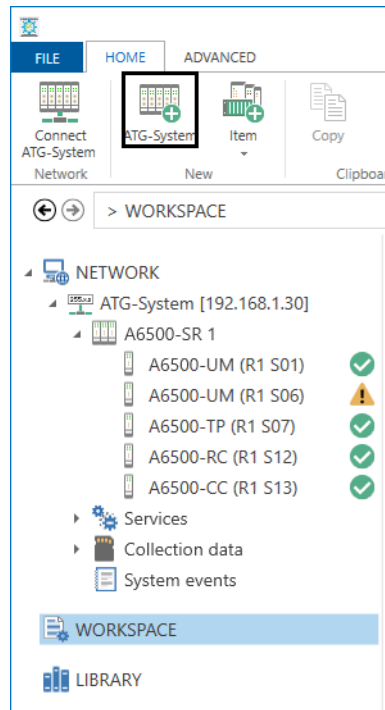 FILE HOME ADVANCED
Connect
ATG-System
ATG-System
Item
Copy
Network New Clipboa
> WORKSPACE
NETWORK
ATG-System [192.168.1.30]
A6500-SR 1
A6500-UM (R1 S01)
A6500-UM (R1 S06)
A6500-TP (R1 S07)
A6500-RC (R1 S12)
A6500-CC (R1 S13)
Services
Collection data
System events
WORKSPACE
LIBRARY